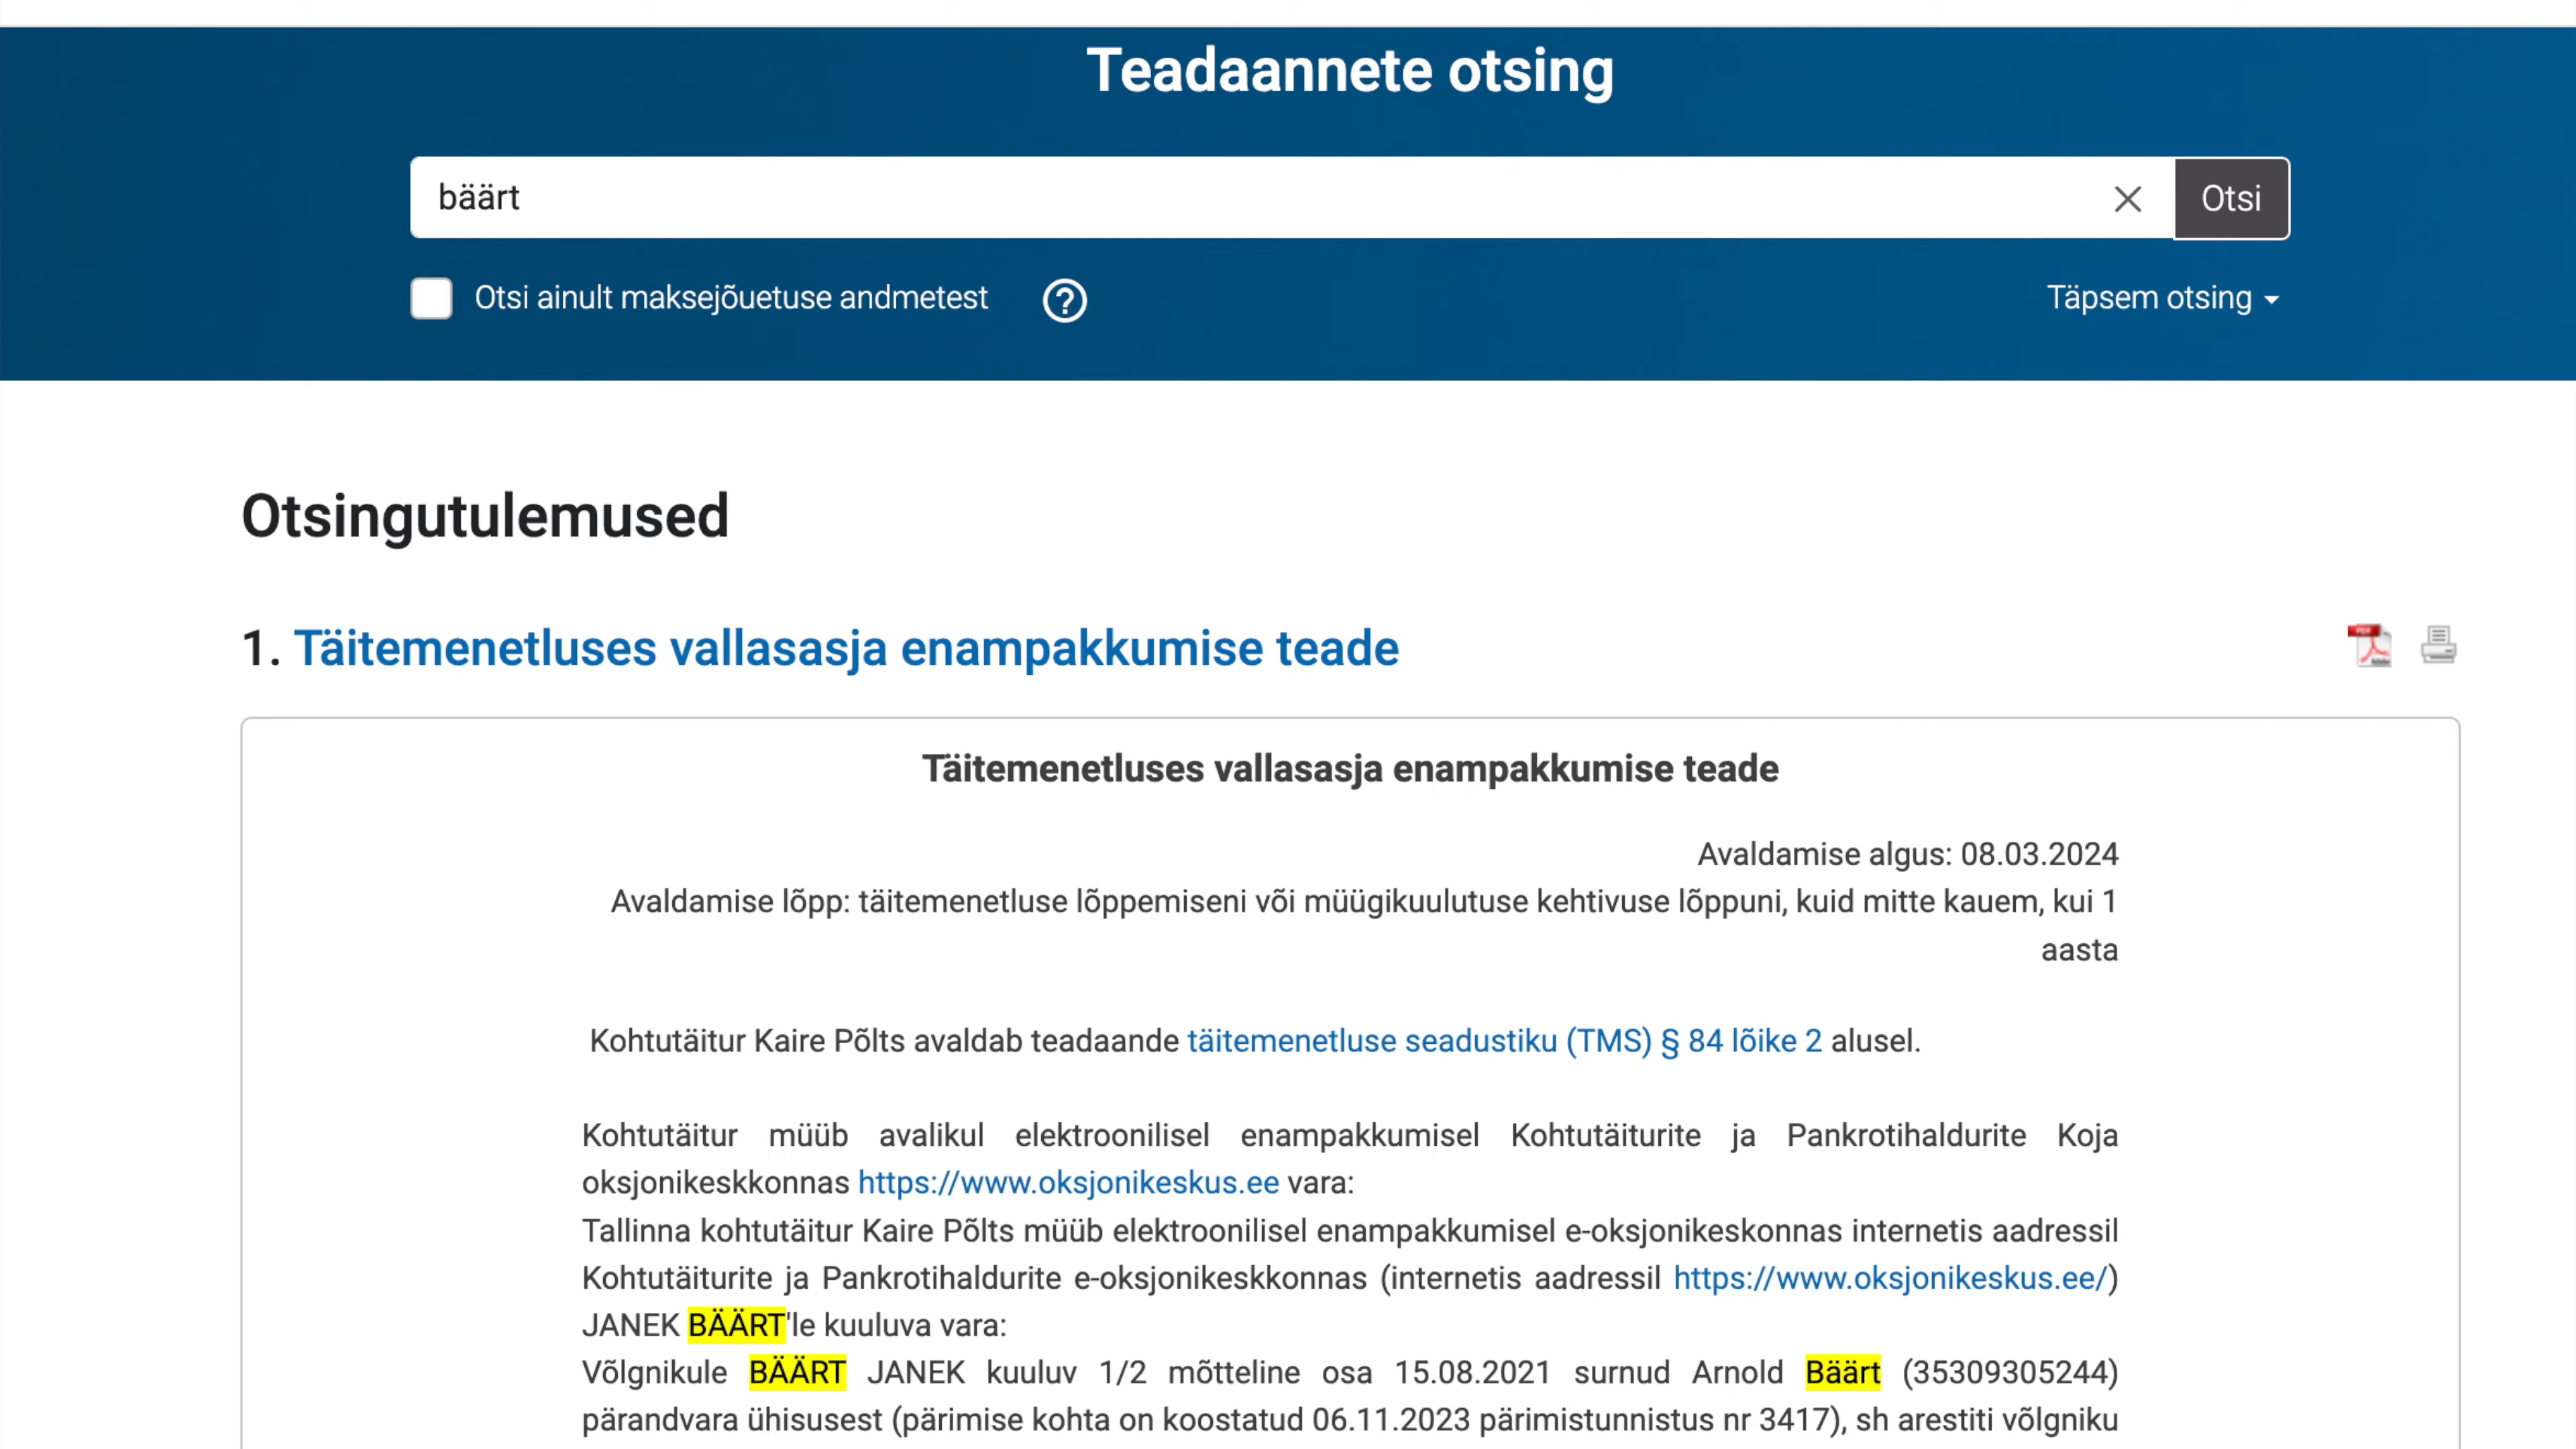 Teadaannete otsing
bäärt
Otsi
Otsi ainult maksejõuetuse andmetest
Täpsem otsing
Otsingutulemused
1. Täitemenetluses vallasasja enampakkumise teade
Täitemenetluses vallasasja enampakkumise teade
Avaldamise algus: 08.03.2024
Avaldamise lõpp: täitemenetluse lõppemiseni või müügikuulutuse kehtivuse lõppuni, kuid mitte kauem, kui 1
aasta
Kohtutäitur Kaire Põlts avaldab teadaande täitemenetluse seadustiku (TMS) § 84 lõike 2 alusel.
Kohtutäitur müüb avalikul elektroonilisel enampakkumisel Kohtutäiturite ja Pankrotihaldurite Koja
oksjonikeskkonnas https://www.oksjonikeskus.ee vara:
Tallinna kohtutäitur Kaire Põlts müüb elektroonilisel enampakkumisel e-oksjonikeskonnas internetis aadressil
Kohtutäiturite ja Pankrotihaldurite e-oksjonikeskkonnas (internetis aadressil https://www.oksjonikeskus.ee/)
JANEK BÄÄRT'le kuuluva vara:
Võlgnikule BÄÄRT JANEK kuuluv 1/2 mõtteline osa 15.08.2021 surnud Arnold Bäärt (35309305244)
pärandvara ühisusest (pärimise kohta on koostatud 06.11.2023 pärimistunnistus nr 3417), sh arestiti võlgniku